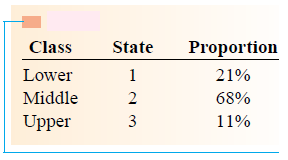 Class State Proportion
Lower 1 21%
Middle 2 68%
Upper 3 11%